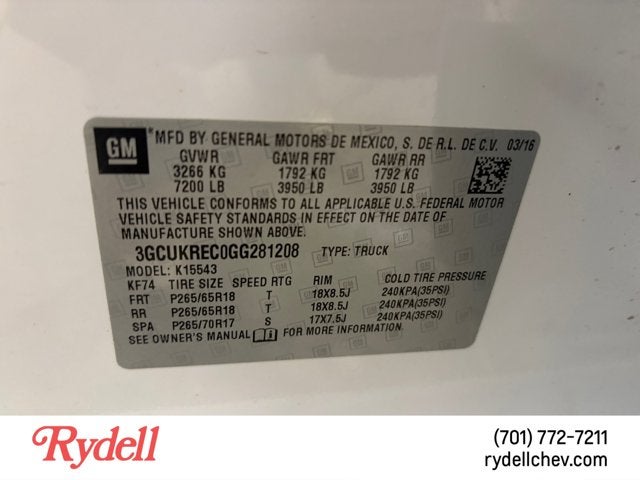 GM *MFD BY GENERAL MOTORS DE MEXICO, S. DE R.L. DE C.V. 03/16
GVWR GAWR FRT GAWR RR
3266 KG 1792 KG 1792 KG
7200 LB 3950 LB 3950 LB
THIS VEHICLE CONFORMS TO ALL APPLICABLE U.S. FEDERAL MOTOR
VEHICLE SAFETY STANDARDS IN EFFECT ON THE DATE OF
MANUFACTURE SHOWN ABOVE.
3GCUKREC0GG281208 TYPE: TRUCK
MODEL: K15543
KF74 TIRE SIZE SPEED RTG RIM COLD TIRE PRESSURE
FRT P265/65R18 T 18X8.5J 240KPA(35PSI)
RR P265/65R18 T 18X8.5J 240KPA(35PSI)
SPA P265/70R17 S 17X7.5J 240KPA(35PSI)
SEE OWNER'S MANUAL FOR MORE INFORMATION
Rydell
(701) 772-7211
rydellchev.com